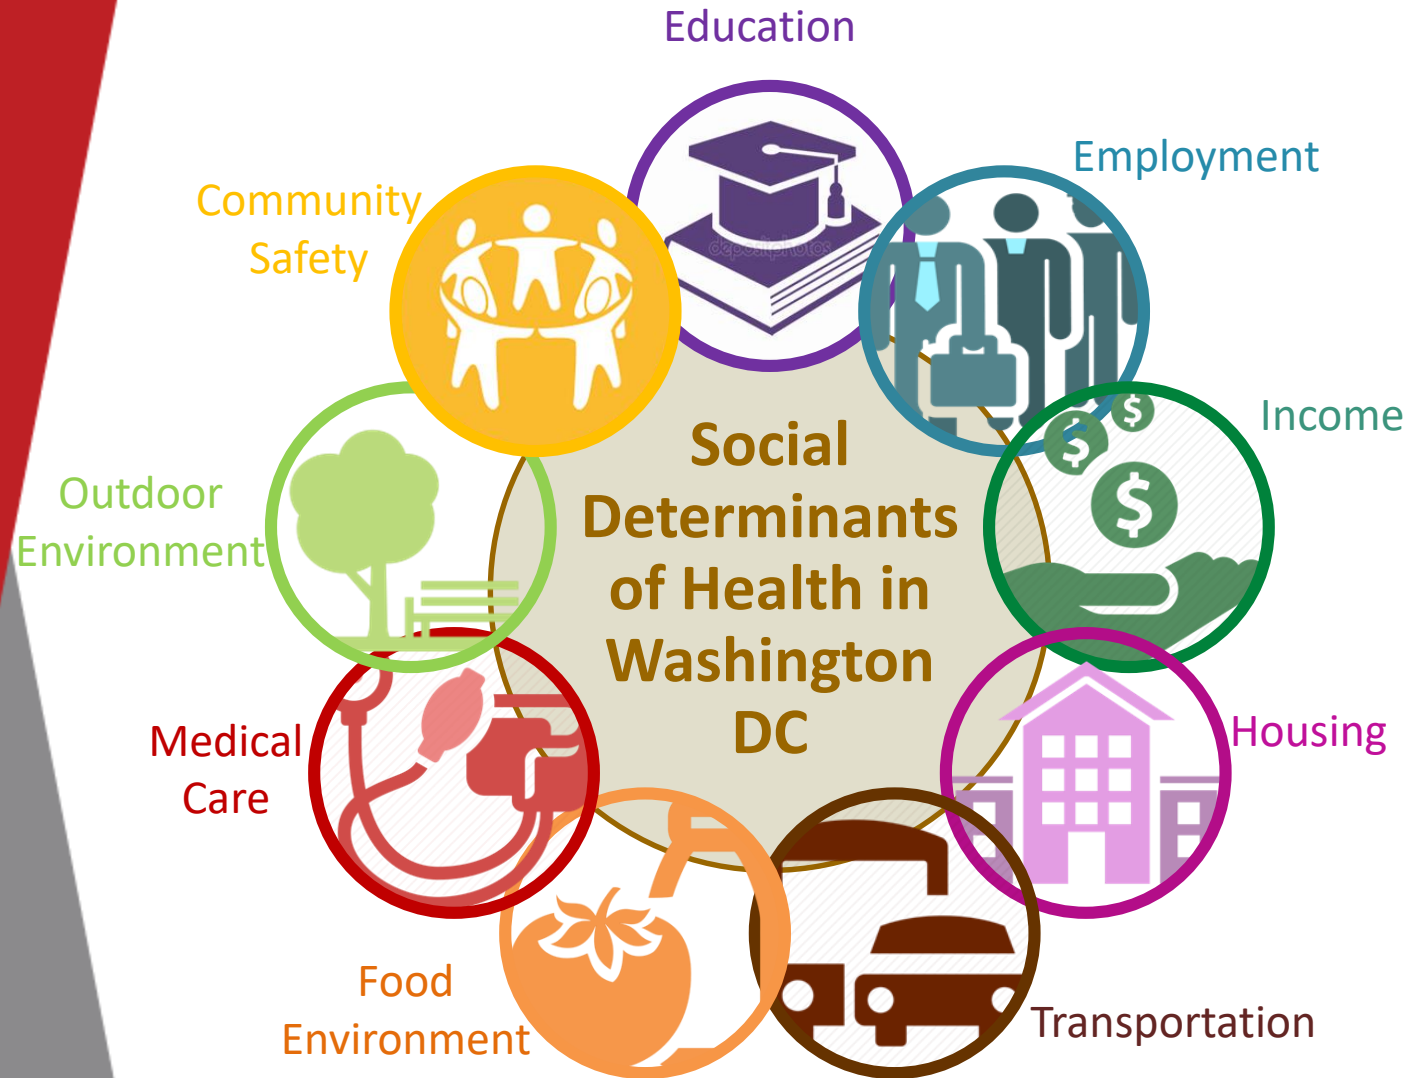 Education
Employment
Community
Safety
Income
Outdoor
Environment
Social
Determinants
of Health in
Washington
DC
Medical
Care
Housing
Food
Environment
Transportation
depositphotos
$
$
$